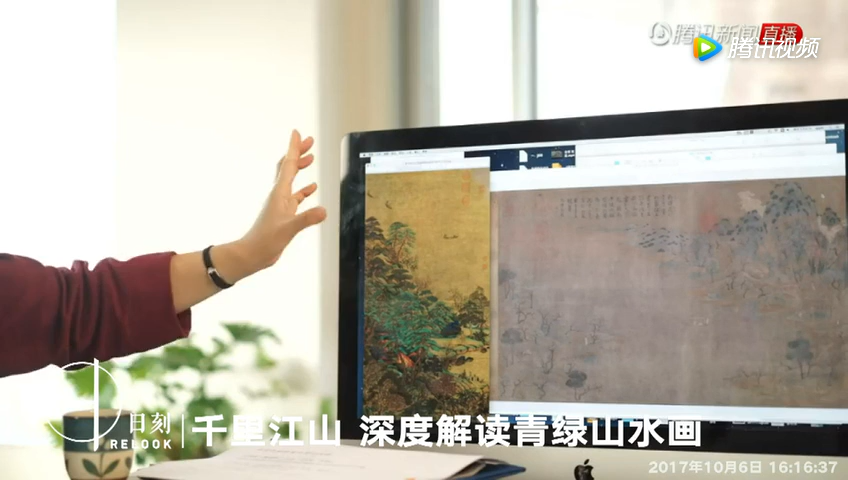 腾讯新闻 直播
腾讯视频
日刻
RELOOK
千里江山 深度解读青绿山水画
2017年10月6日 16:16:37